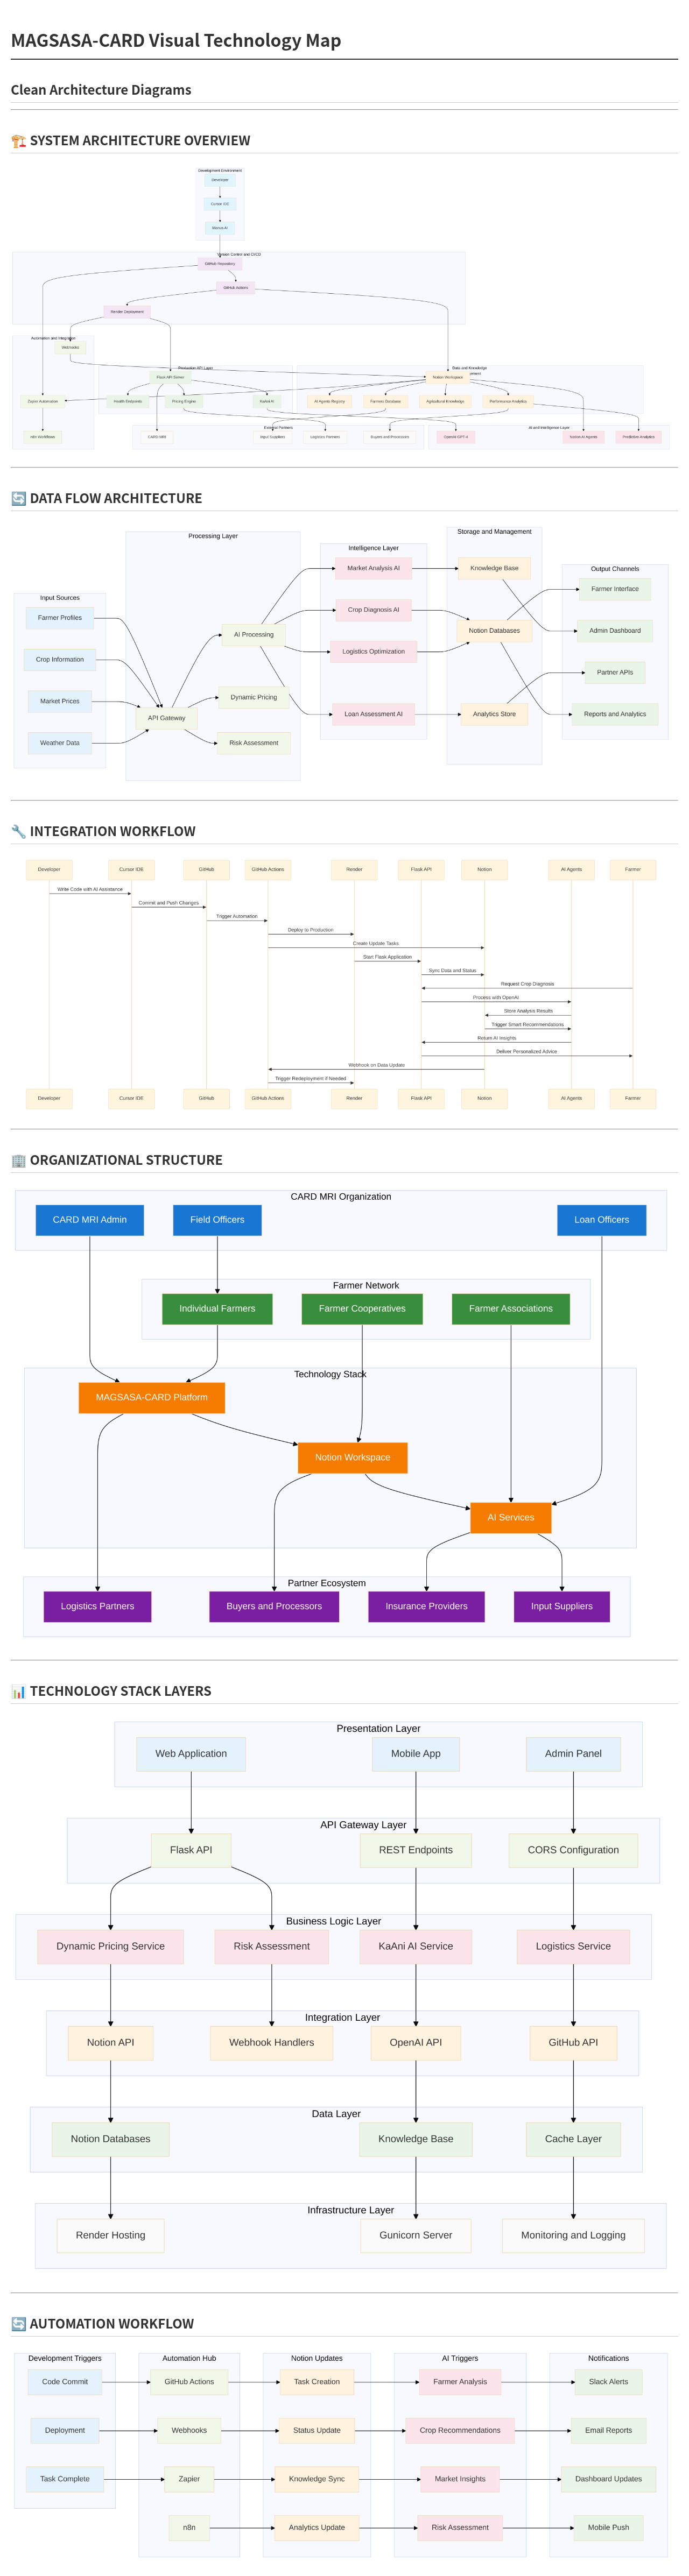 MAGSASA-CARD Visual Technology Map
Clean Architecture Diagrams
🏗️ SYSTEM ARCHITECTURE OVERVIEW
Development Environment
Developer
Cursor IDE
Version Control and CI/CD
GitHub Repository
GitHub Actions
Render Deployment
Automation and Integration
Webhooks
Production API Layer
Flask API Server
Data and Knowledge
Notion Workspace
Zapier Automation
Health Endpoints
Pricing Engine
KaAni AI
AI Agents Registry
Farmer Database
Agricultural Knowledge
Performance Analytics
External Partners
AI and Intelligence Layer
n8n Workflows
CARD MRI
Input Suppliers
Logistics Partners
Buyers and Processors
OpenAI GPT-4
Notion AI Agents
Predictive Analytics
🔄 DATA FLOW ARCHITECTURE
Processing Layer
Storage and Management
Intelligence Layer
Market Analysis AI
Knowledge Base
Output Channels
Farmer Interface
Input Sources
Farmer Profiles
Crop Diagnosis AI
AI Processing
Notion Databases
Admin Dashboard
Crop Information
Logistics Optimization
Partner APIs
Market Prices
Dynamic Pricing
API Gateway
Loan Assessment AI
Analytics Store
Reports and Analytics
Weather Data
Risk Assessment
🔧 INTEGRATION WORKFLOW
Developer
Cursor IDE
GitHub
GitHub Actions
Render
Flask API
Notion
AI Agents
Farmer
Write Code with AI Assistance
Commit and Push Changes
Trigger Automation
Deploy to Production
Create Update Tasks
Start Flask Application
Sync Data and Status
Request Crop Diagnosis
Process with OpenAI
Store Analysis Results
Trigger Smart Recommendations
Return AI Insights
Deliver Personalized Advice
Webhook on Data Update
Trigger Redeployment if Needed
Developer
Cursor IDE
GitHub
GitHub Actions
Render
Flask API
Notion
AI Agents
Farmer
🏢 ORGANIZATIONAL STRUCTURE
CARD MRI Organization
CARD MRI Admin
Field Officers
Loan Officers
Farmer Network
Individual Farmers
Farmer Cooperatives
Farmer Associations
Technology Stack
MAGSASA-CARD Platform
Notion Workspace
AI Services
Partner Ecosystem
Logistics Partners
Buyers and Processors
Insurance Providers
Input Suppliers
📊 TECHNOLOGY STACK LAYERS
Presentation Layer
Web Application
Mobile App
Admin Panel
API Gateway Layer
Flask API
REST Endpoints
CORS Configuration
Business Logic Layer
Dynamic Pricing Service
Risk Assessment
KaAni AI Service
Logistics Service
Integration Layer
Notion API
Webhook Handlers
OpenAI API
GitHub API
Data Layer
Notion Databases
Knowledge Base
Cache Layer
Infrastructure Layer
Render Hosting
Gunicorn Server
Monitoring and Logging
🔄 AUTOMATION WORKFLOW
Development Triggers
Automation Hub
Notion Updates
AI Triggers
Notifications
Code Commit
GitHub Actions
Task Creation
Farmer Analysis
Slack Alerts
Deployment
Webhooks
Status Update
Crop Recommendations
Email Reports
Task Complete
Zapier
Knowledge Sync
Market Insights
Dashboard Updates
n8n
Analytics Update
Risk Assessment
Mobile Push